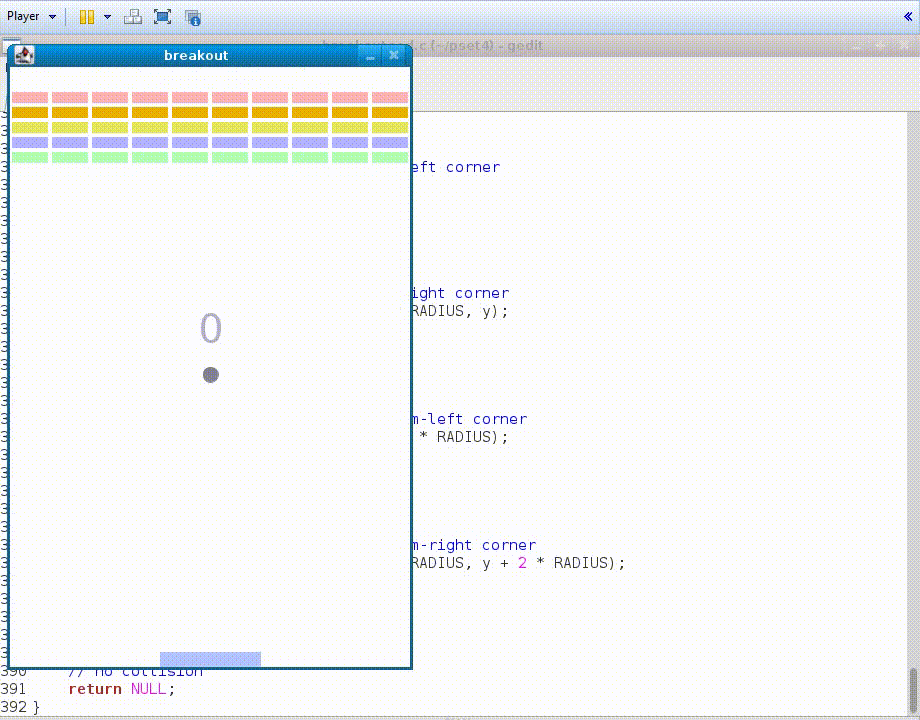 Player
breakout.c (~/pset4) - gedit
breakout
eft corner
ight corner
RADIUS, y);
0
m-left corner
* RADIUS);
m-right corner
RADIUS, y + 2 * RADIUS);
390 // no collision
391 return NULL;
392 }